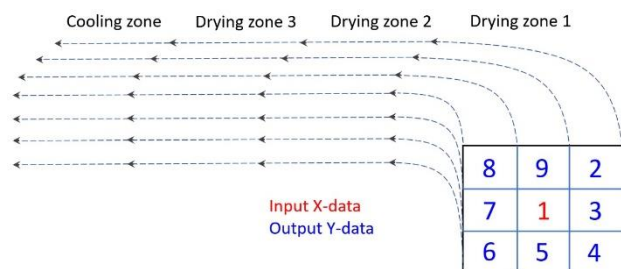 Cooling zone Drying zone 3 Drying zone 2 Drying zone 1
8 9 2
Input X-data
7 1 3
Output Y-data
6 5 4